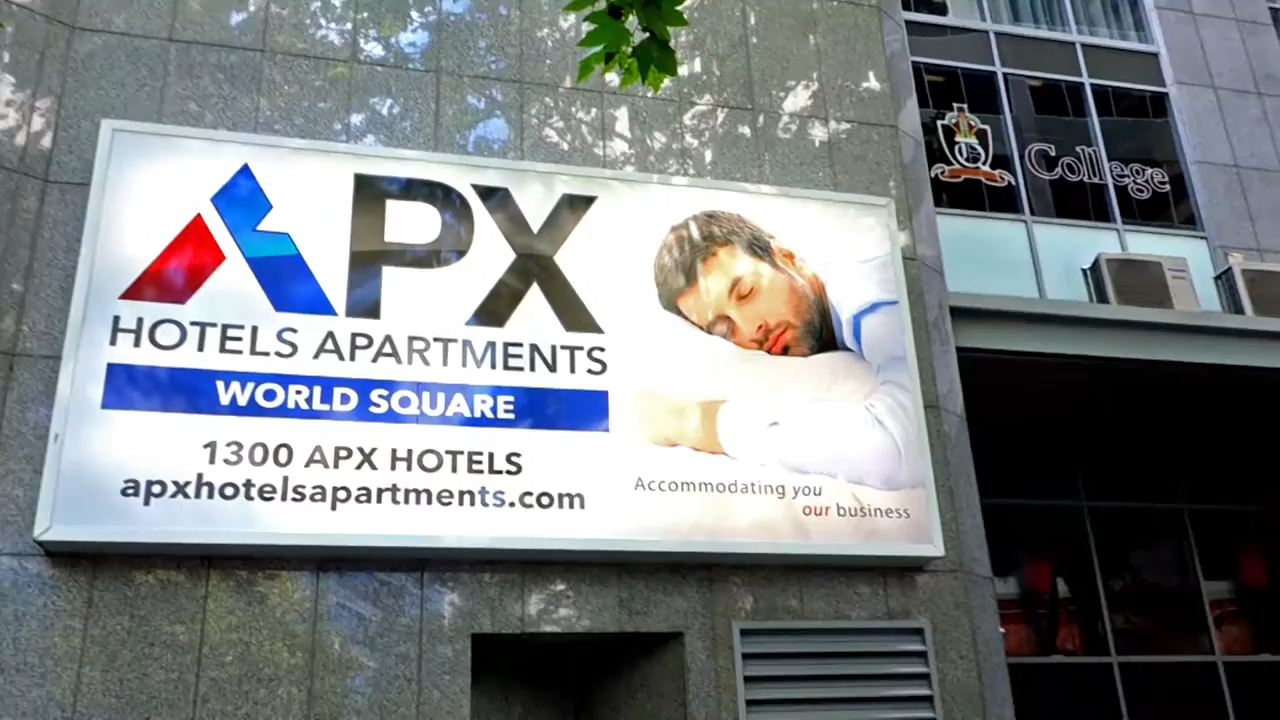 APX
HOTELS APARTMENTS
WORLD SQUARE
1300 APX HOTELS
apxhotelsapartments.com
Accommodating you
our business
College